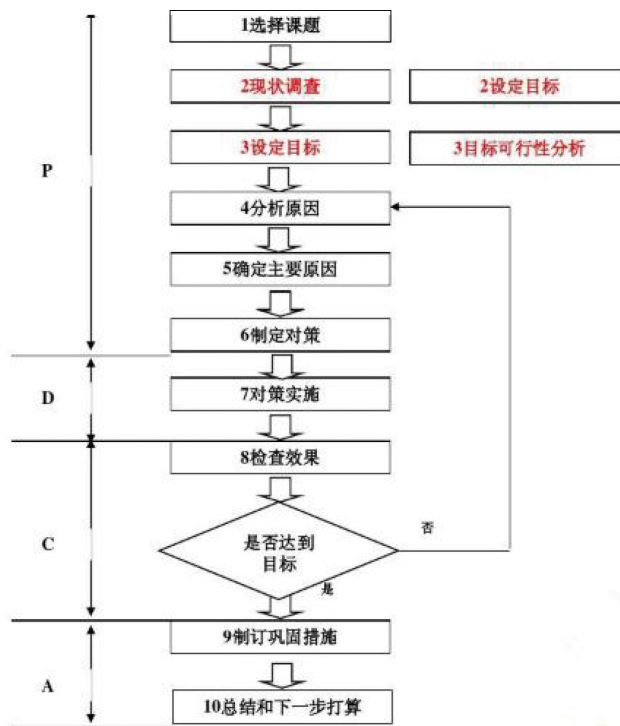 1选择课题
2现状调查
2设定目标
3设定目标
3目标可行性分析
P
4分析原因
5确定主要原因
6制定对策
D
7对策实施
8检查效果
否
C
是否达到
目标
是
9制订巩固措施
A
10总结和下一步打算